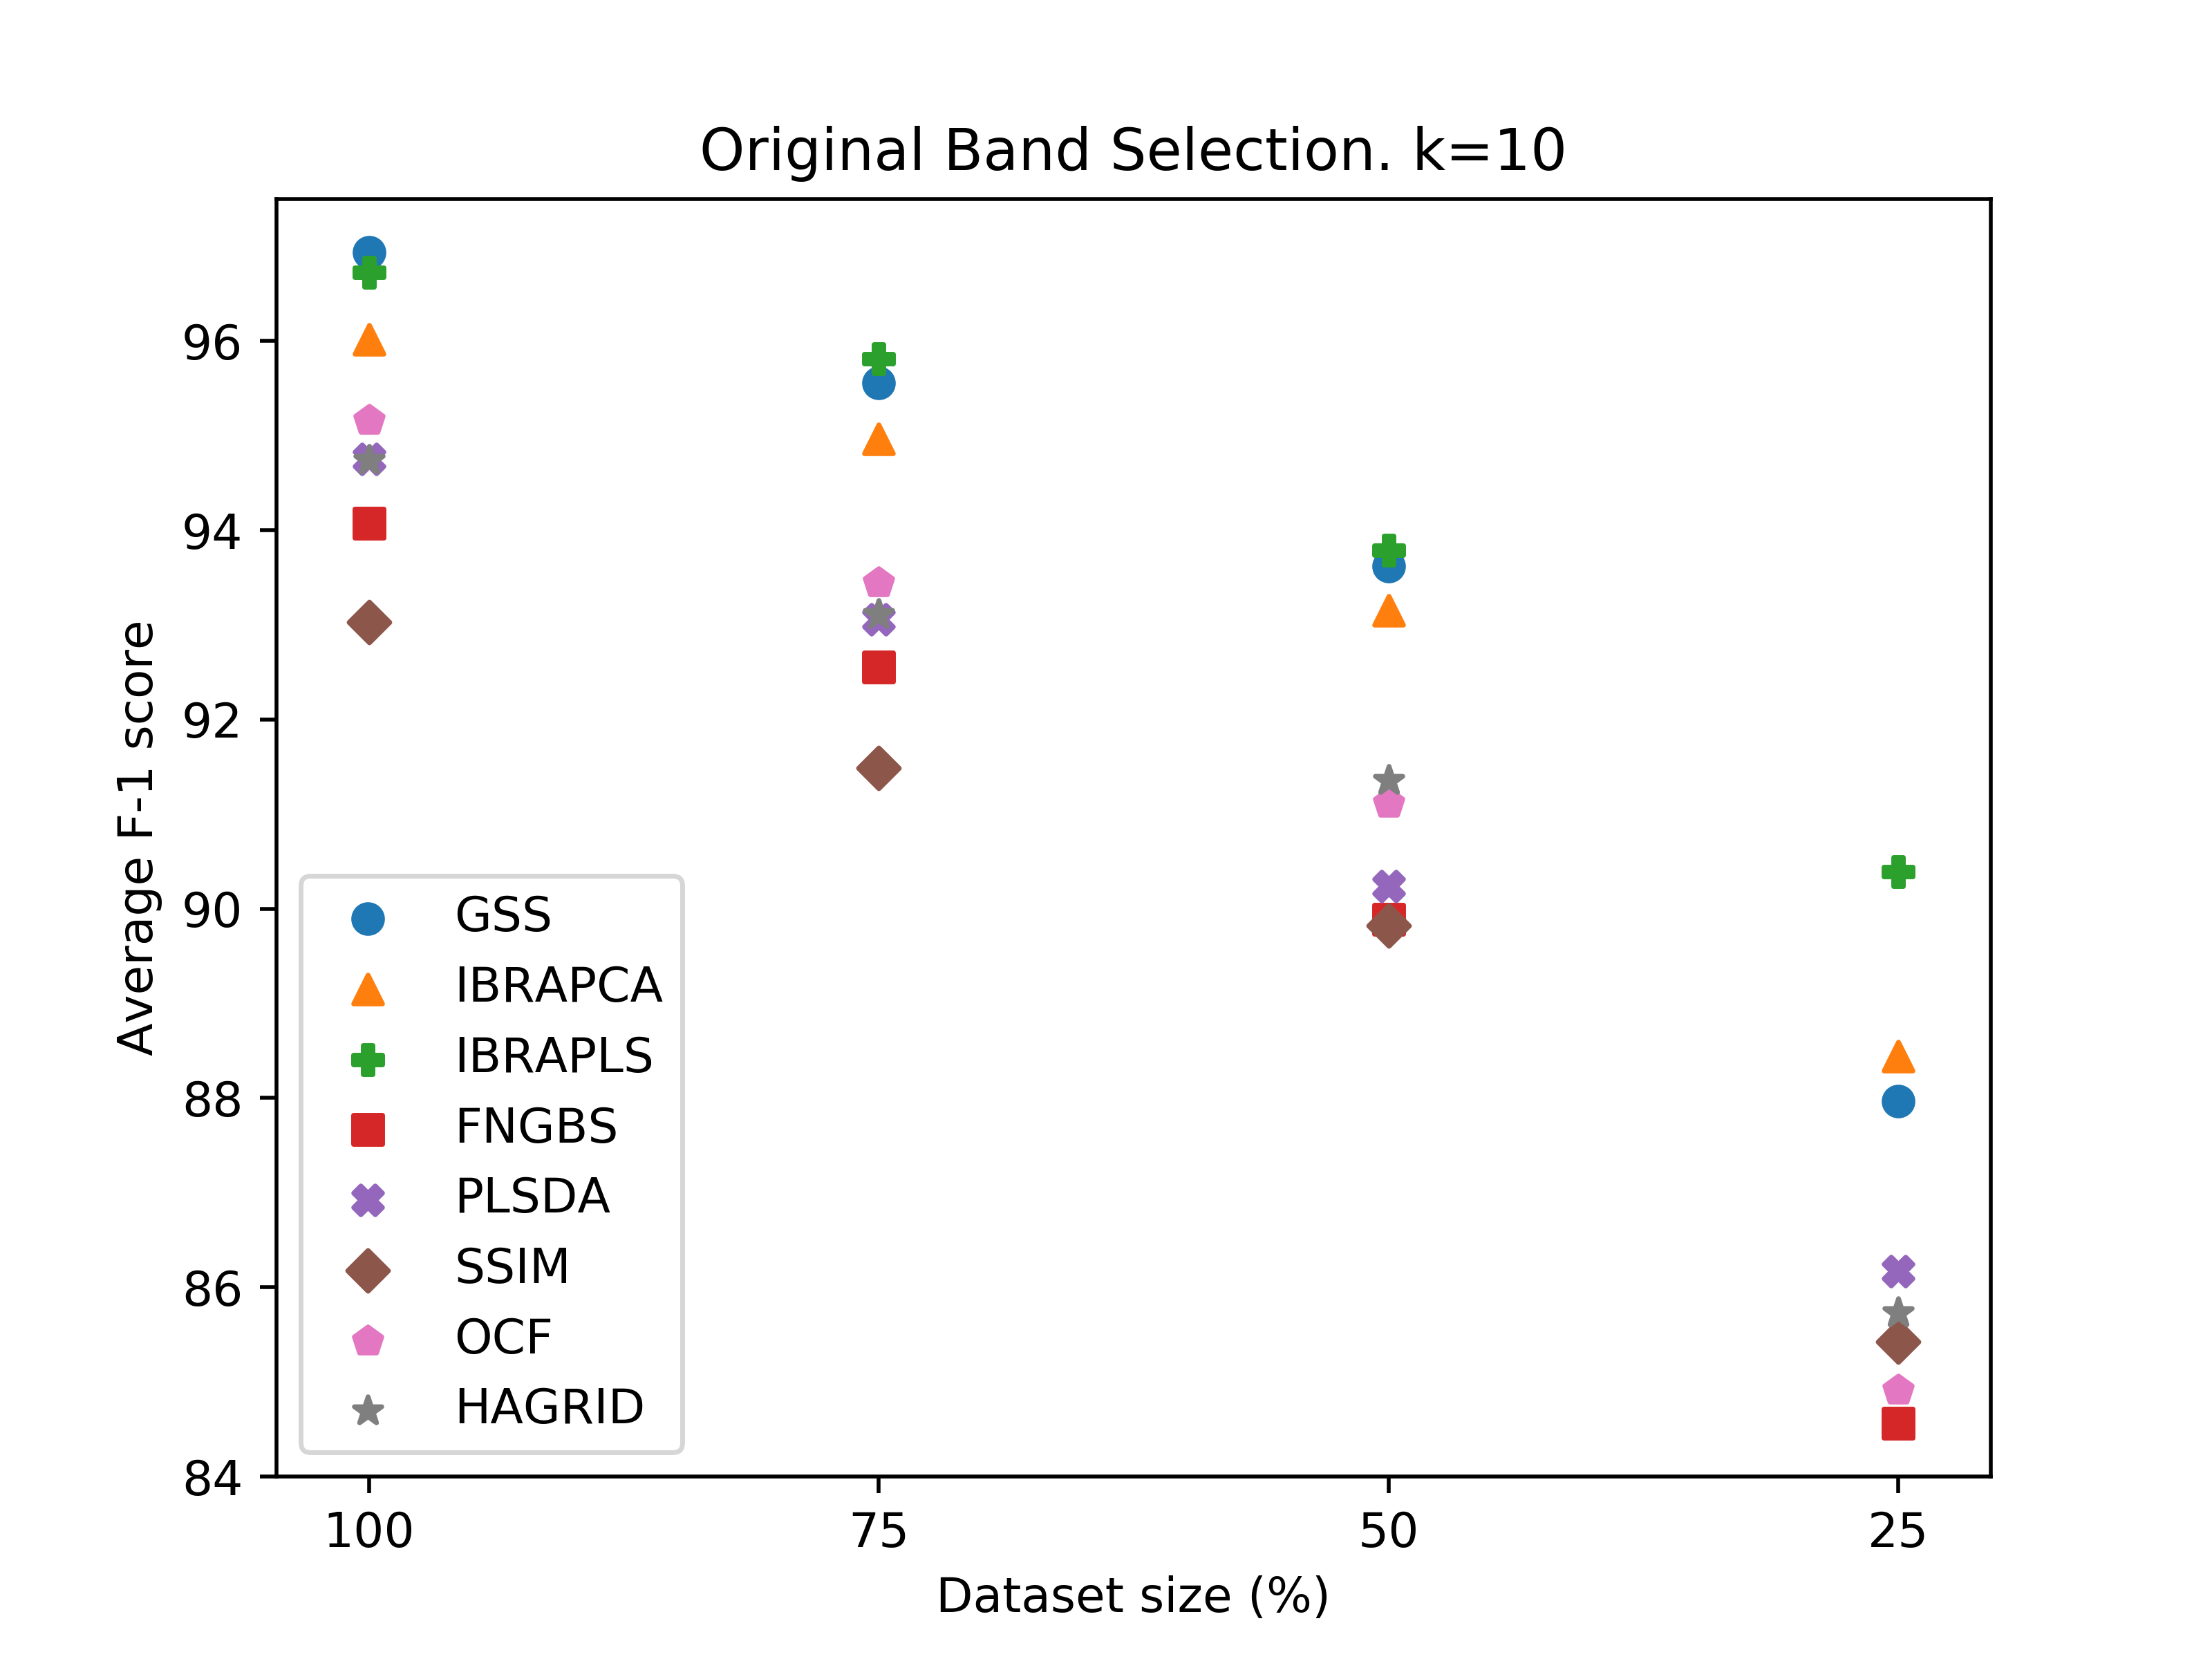 Original Band Selection. k=10
Average F-1 score
96
94
92
90
88
86
84
GSS
IBRAPCA
IBRAPLS
FNGBS
PLSDA
SSIM
OCF
HAGRID
100 75 50 25
Dataset size (%)